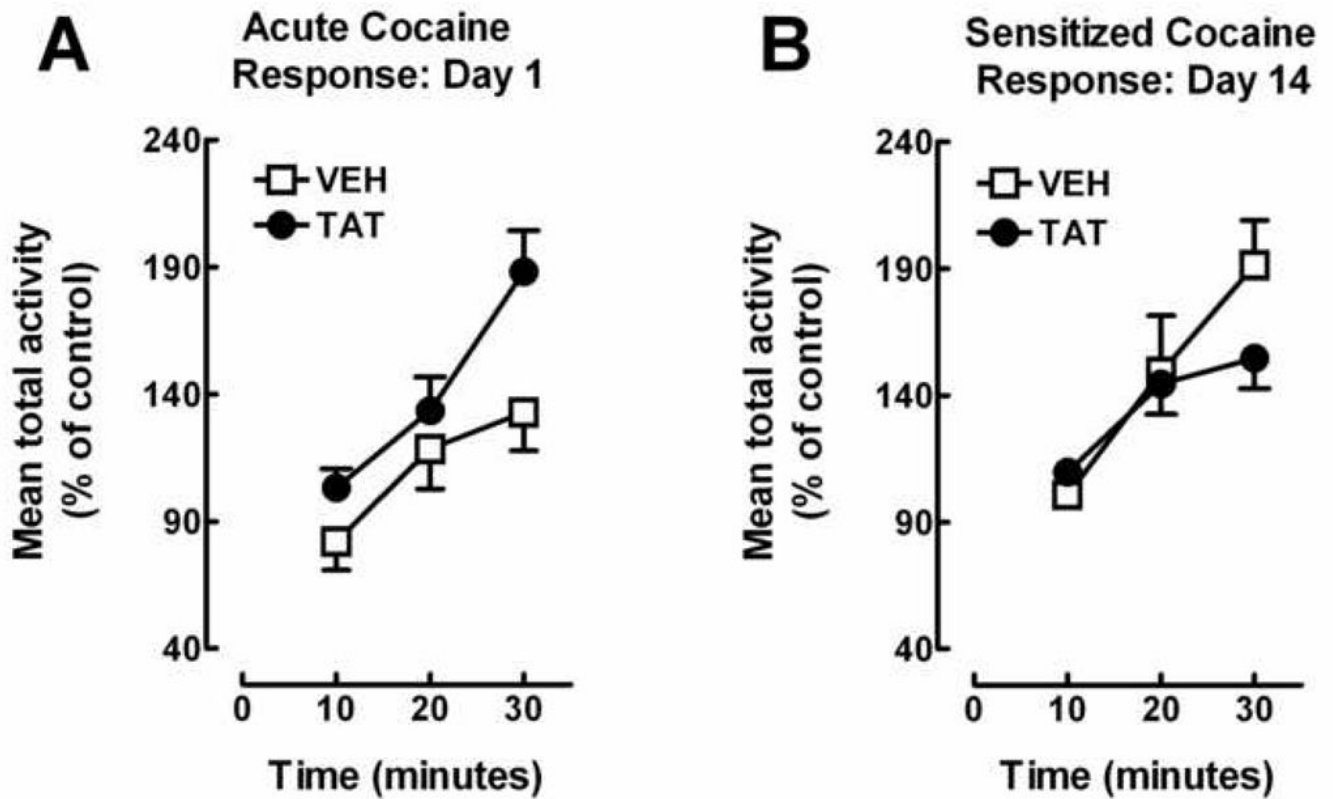 A
Acute Cocaine
Response: Day 1
240
190
140
90
40
VEH
TAT
Mean total activity
(% of control)
0 10 20 30
Time (minutes)
B
Sensitized Cocaine
Response: Day 14
240
190
140
90
40
VEH
TAT
Mean total activity
(% of control)
0 10 20 30
Time (minutes)